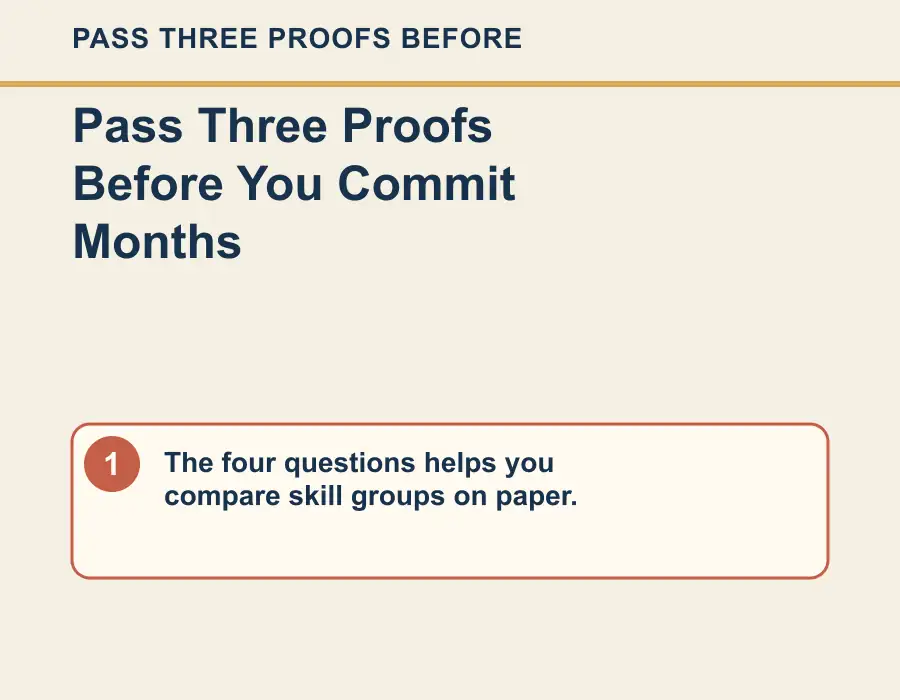 PASS THREE PROOFS BEFORE
Pass Three Proofs
Before You Commit
Months
1
The four questions helps you
compare skill groups on paper.